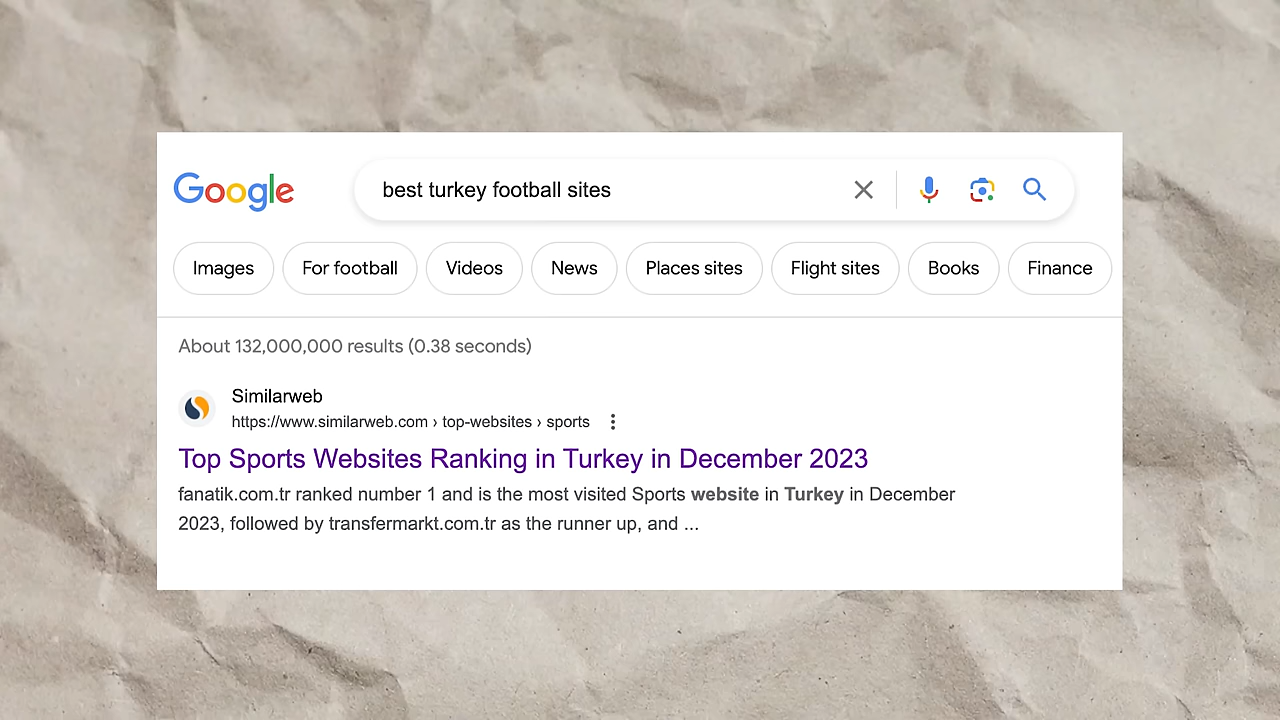 Google
best turkey football sites
Images
For football
Videos
News
Places sites
Flight sites
Books
Finance
About 132,000,000 results (0.38 seconds)
Similarweb
https://www.similarweb.com › top-websites › sports
Top Sports Websites Ranking in Turkey in December 2023
fanatik.com.tr ranked number 1 and is the most visited Sports website in Turkey in December
2023, followed by transfermarkt.com.tr as the runner up, and ...